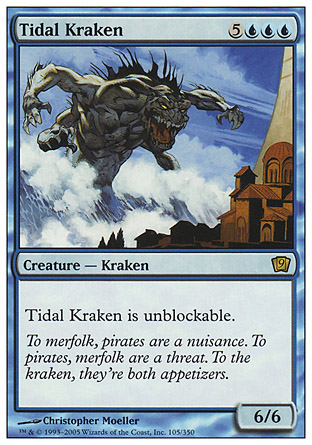 Tidal Kraken 5
Creature — Kraken
9
Tidal Kraken is unblockable.
To merfolk, pirates are a nuisance. To
pirates, merfolk are a threat. To the
kraken, they're both appetizers.
Christopher Moeller
™ & © 1993–2005 Wizards of the Coast, Inc. 105/350
6/6